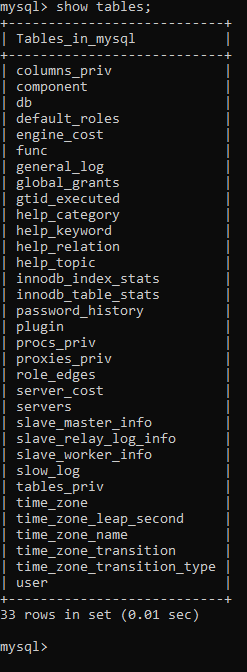 mysql> show tables;
+---------------------------+
| Tables_in_mysql           |
+---------------------------+
| columns_priv              |
| component                 |
| db                        |
| default_roles             |
| engine_cost               |
| func                      |
| general_log               |
| global_grants             |
| gtid_executed             |
| help_category             |
| help_keyword              |
| help_relation             |
| help_topic                |
| innodb_index_stats        |
| innodb_table_stats        |
| password_history          |
| plugin                    |
| procs_priv                |
| proxies_priv              |
| role_edges                |
| server_cost               |
| servers                   |
| slave_master_info         |
| slave_relay_log_info      |
| slave_worker_info         |
| slow_log                  |
| tables_priv               |
| time_zone                 |
| time_zone_leap_second     |
| time_zone_name            |
| time_zone_transition      |
| time_zone_transition_type |
| user                      |
+---------------------------+
33 rows in set (0.01 sec)

mysql>